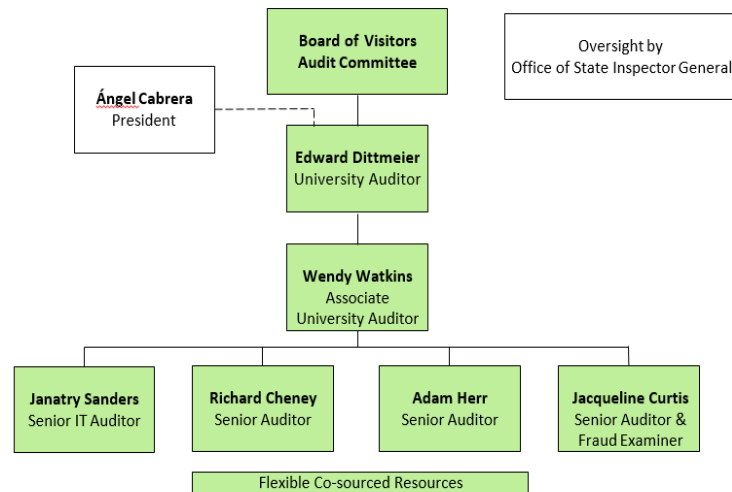 Board of Visitors
Audit Committee
Oversight by
Office of State Inspector General
Ángel Cabrera
President
Edward Dittmeier
University Auditor
Wendy Watkins
Associate
University Auditor
Janatry Sanders
Senior IT Auditor
Richard Cheney
Senior Auditor
Adam Herr
Senior Auditor
Jacqueline Curtis
Senior Auditor &
Fraud Examiner
Flexible Co-sourced Resources